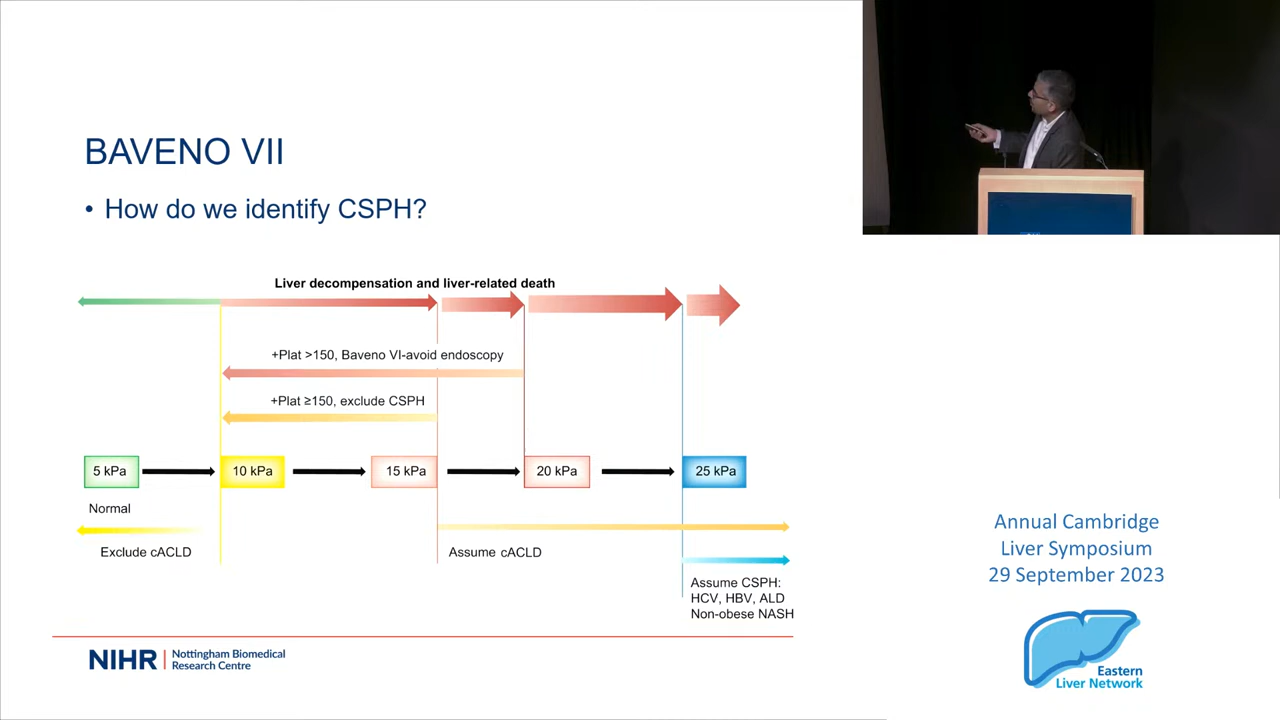 BAVENO VII
• How do we identify CSPH?
Liver decompensation and liver-related death
+Plat >150, Baveno VI-avoid endoscopy
+Plat ≥150, exclude CSPH
5 kPa
10 kPa
15 kPa
20 kPa
25 kPa
Normal
Exclude cACLD
Assume cACLD
Assume CSPH:
HCV, HBV, ALD
Non-obese NASH
NIHR
Nottingham Biomedical
Research Centre
Annual Cambridge
Liver Symposium
29 September 2023
Eastern
Liver Network